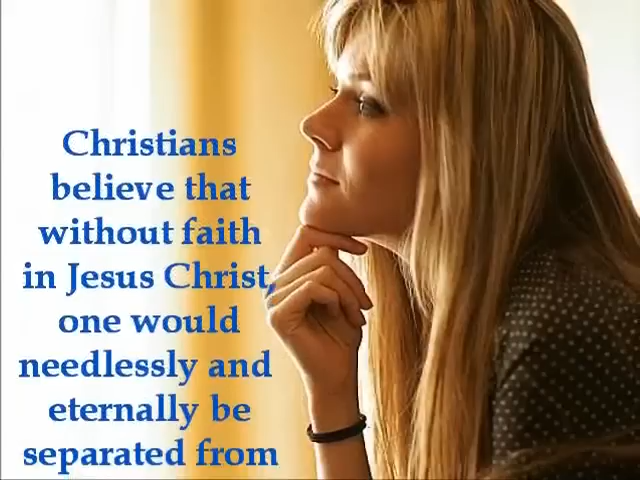 Christians
believe that
without faith
in Jesus Christ,
one would
needlessly and
eternally be
separated from